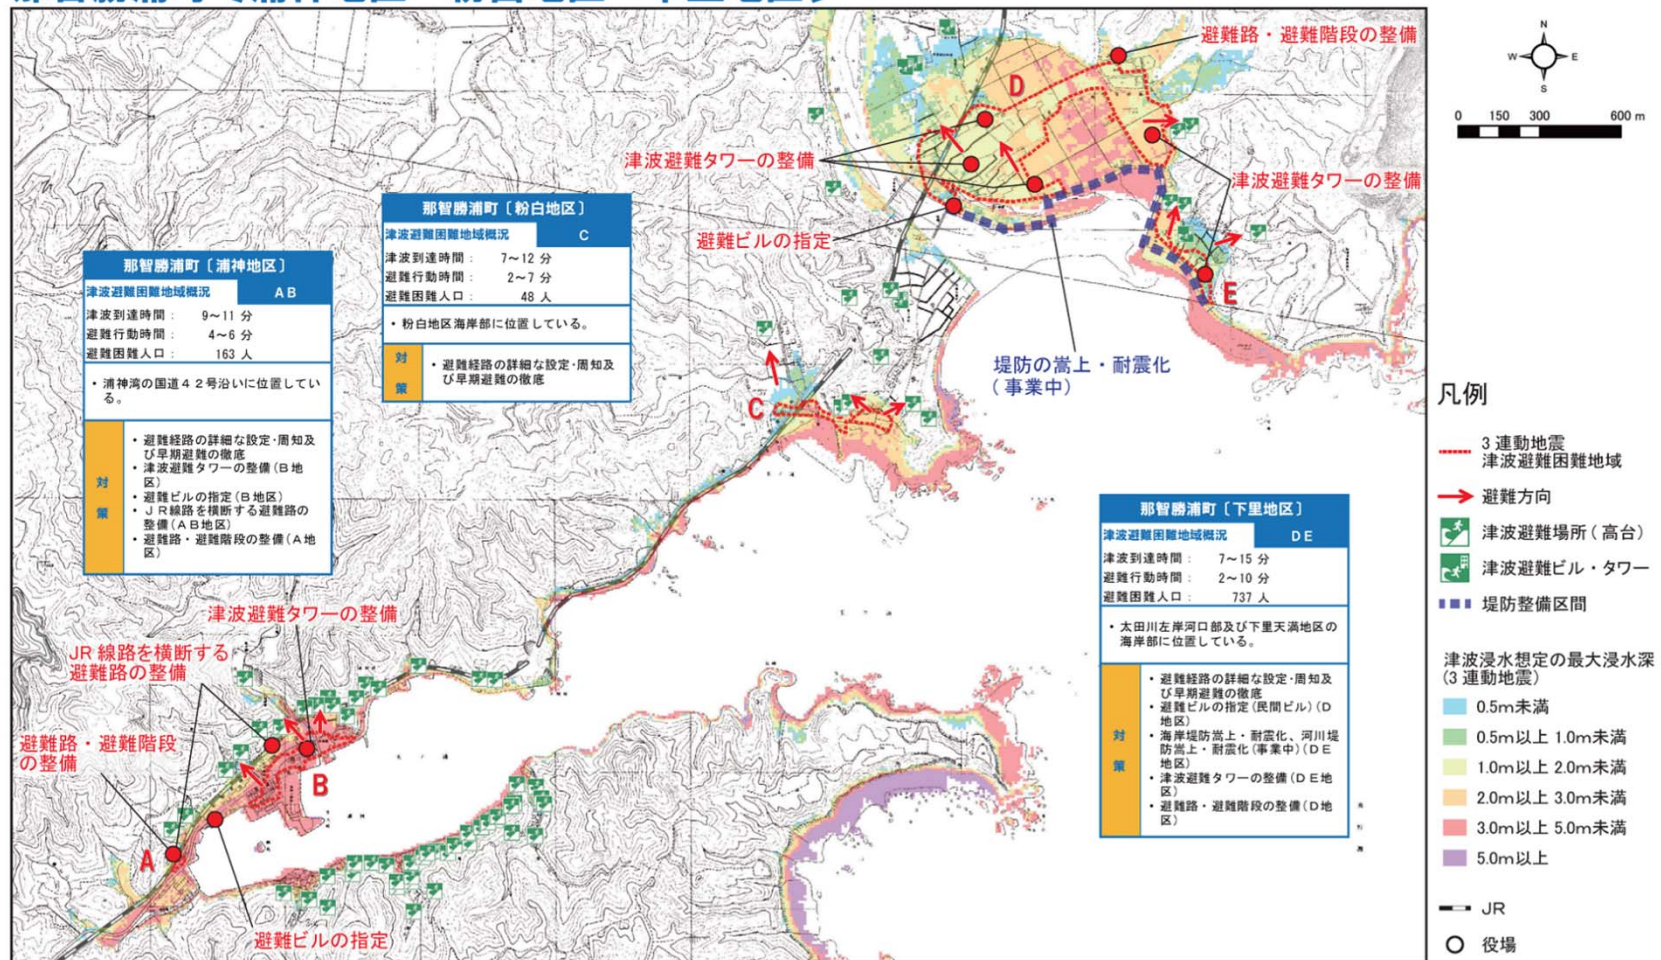 避難路・避難階段の整備
D
津波避難タワーの整備
津波避難タワーの整備
避難ビルの指定
E
堤防の嵩上・耐震化
(事業中)
那智勝浦町〔粉白地区〕
津波避難困難地域概況 C
津波到達時間： 7～12 分
避難行動時間： 2～7 分
避難困難人口： 48 人
・粉白地区海岸部に位置している。
対策
・避難経路の詳細な設定・周知及
び早期避難の徹底
C
那智勝浦町〔浦神地区〕
津波避難困難地域概況 AB
津波到達時間： 9～11 分
避難行動時間： 4～6 分
避難困難人口： 163 人
・浦神湾の国道42号沿いに位置してい
る。
対策
・避難経路の詳細な設定・周知及
び早期避難の徹底
・津波避難タワーの整備(B地
区)
・避難ビルの指定(B地区)
・JR線路を横断する避難路の
整備(AB地区)
・避難路・避難階段の整備(A地
区)
津波避難タワーの整備
JR線路を横断する
避難路の整備
避難路・避難階段
の整備
B
A
避難ビルの指定
那智勝浦町〔下里地区〕
津波避難困難地域概況 DE
津波到達時間： 7～15 分
避難行動時間： 2～10 分
避難困難人口： 737 人
・太田川左岸河口部及び下里天満地区の
海岸部に位置している。
対策
・避難経路の詳細な設定・周知及
び早期避難の徹底
・避難ビルの指定(民間ビル)(D
地区)
・海岸堤防嵩上・耐震化、河川堤
防嵩上・耐震化(事業中)(DE
地区)
・津波避難タワーの整備(DE地
区)
・避難路・避難階段の整備(D地
区)
N
W E
S
0 150 300 600 m
凡例
3連動地震
津波避難困難地域
避難方向
津波避難場所(高台)
津波避難ビル・タワー
堤防整備区間
津波浸水想定の最大浸水深
(3連動地震)
0.5m未満
0.5m以上 1.0m未満
1.0m以上 2.0m未満
2.0m以上 3.0m未満
3.0m以上 5.0m未満
5.0m以上
JR
役場